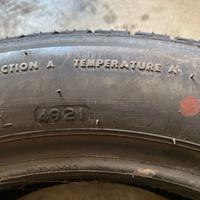 CTION A TEMPERATURE A
L 4921